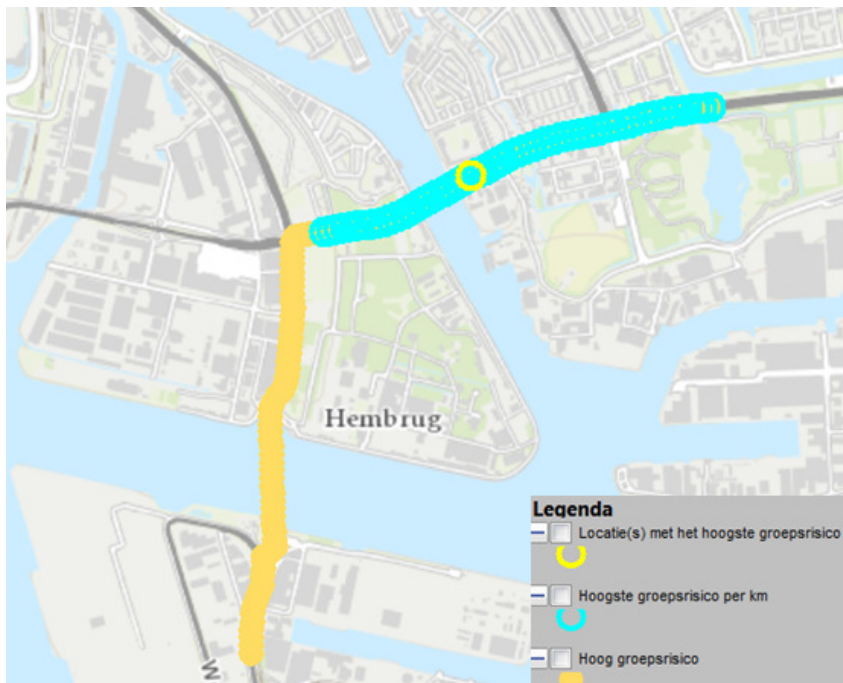 Hembrug
Legenda
Locatie(s) met het hoogste groepsrisico
Hoogste groepsrisico per km
Hoog groepsrisico
W